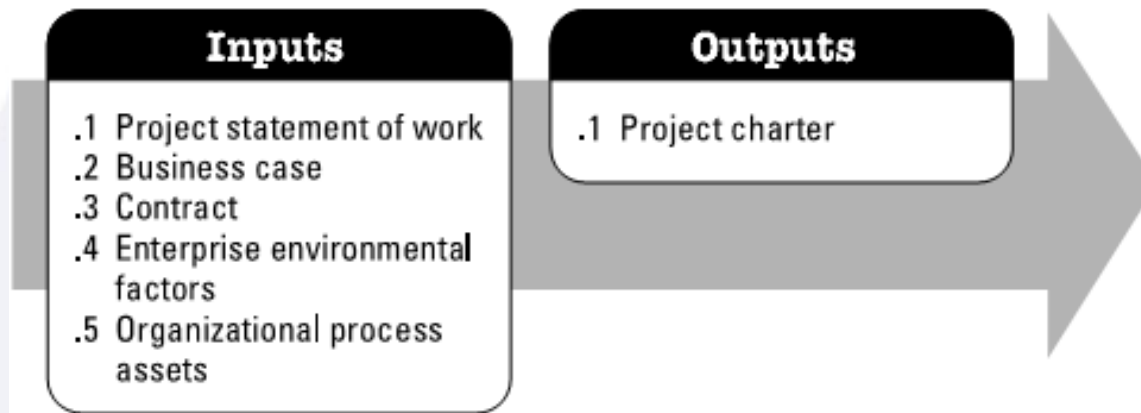 Inputs
.1 Project statement of work
.2 Business case
.3 Contract
.4 Enterprise environmental
factors
.5 Organizational process
assets
Outputs
.1 Project charter